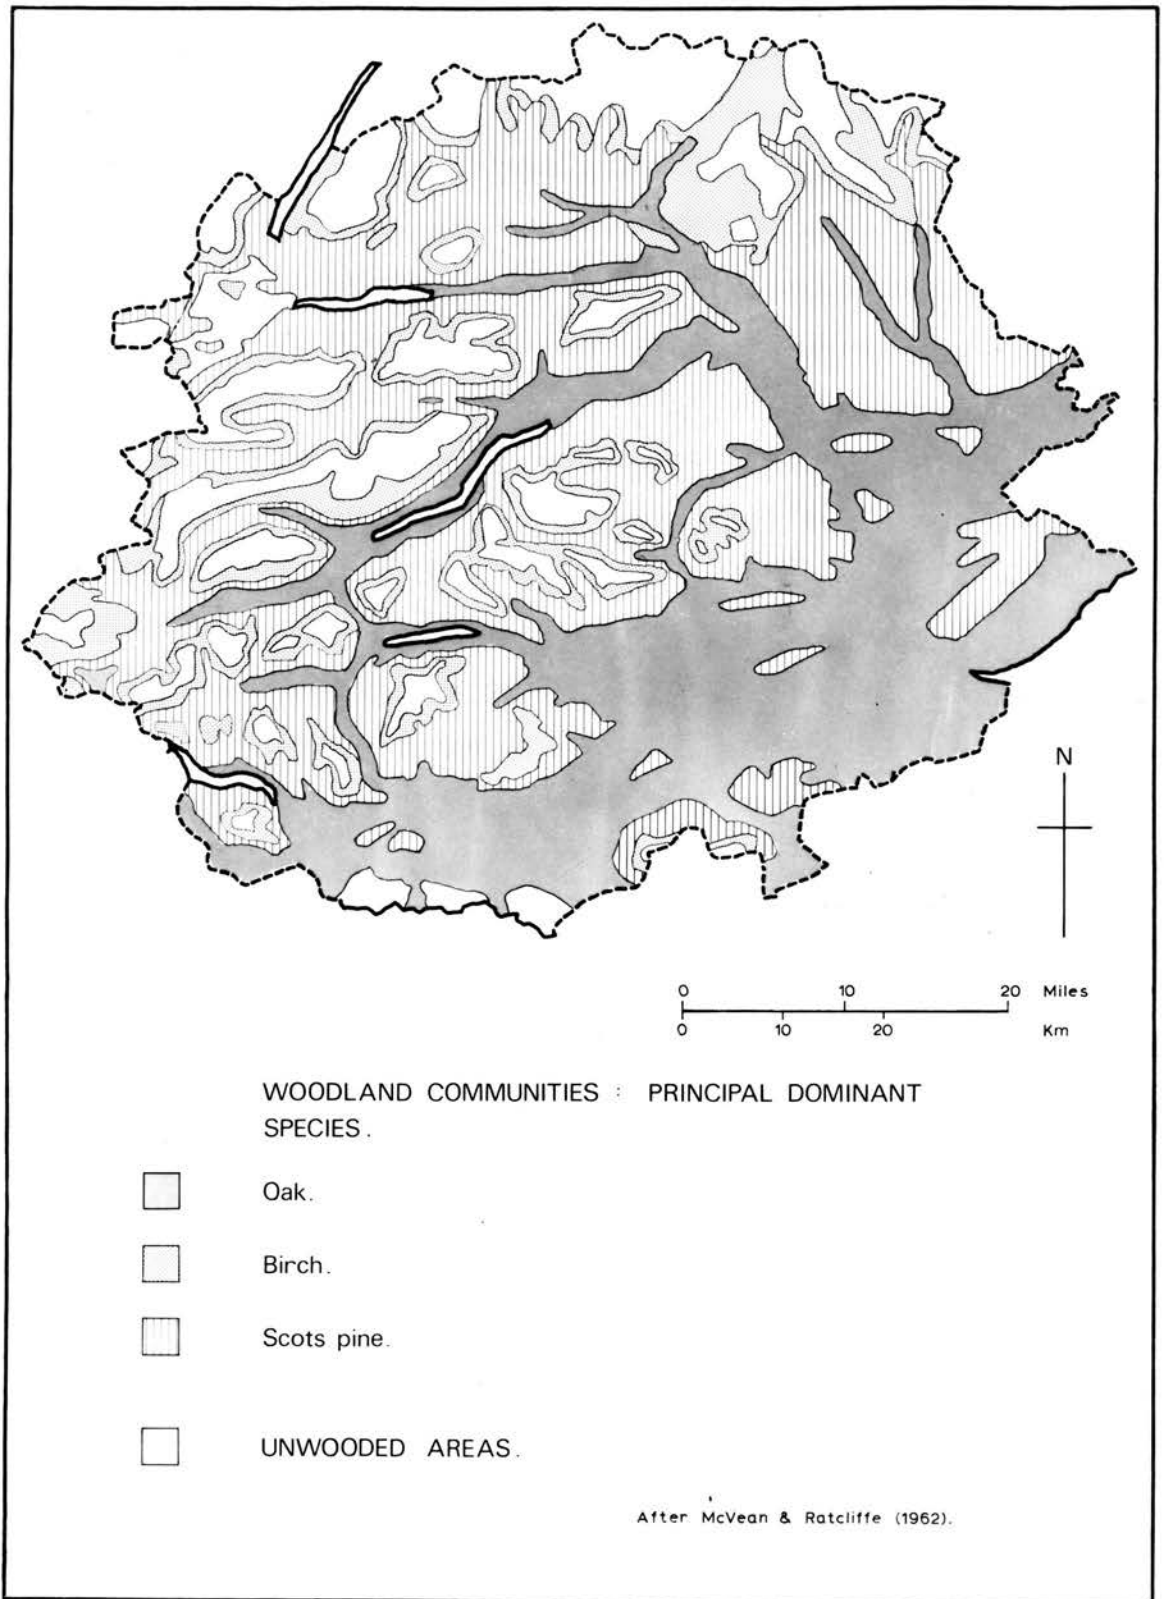 N
0 10 20 Miles
0 10 20 Km
WOODLAND COMMUNITIES : PRINCIPAL DOMINANT
SPECIES.
Oak.
Birch.
Scots pine.
UNWOODED AREAS.
After McVean & Ratcliffe (1962).